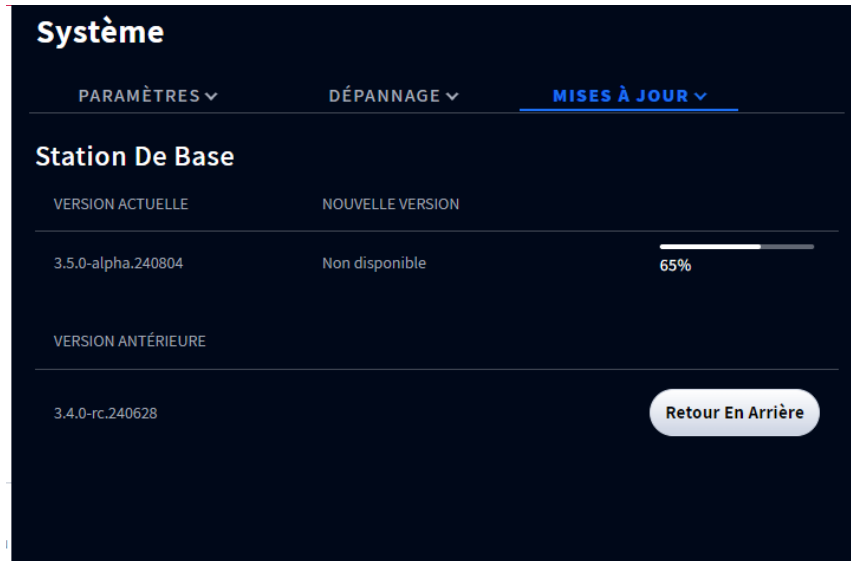 Système
PARAMÈTRES DÉPANNAGE MISES À JOUR
Station De Base
VERSION ACTUELLE NOUVELLE VERSION
3.5.0-alpha.240804 Non disponible 65%
VERSION ANTÉRIEURE
3.4.0-rc.240628 Retour En Arrière